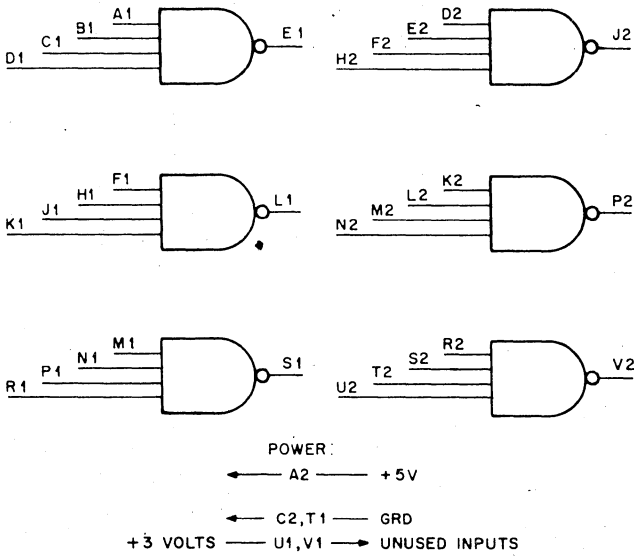 A1
B1
C1
D1
E1
D2
E2
F2
H2
J2
F1
H1
J1
K1
L1
K2
L2
M2
N2
P2
M1
N1
P1
R1
S1
R2
S2
T2
U2
V2
POWER:
A2 +5V
C2,T1 GRD
+3 VOLTS U1,V1 UNUSED INPUTS